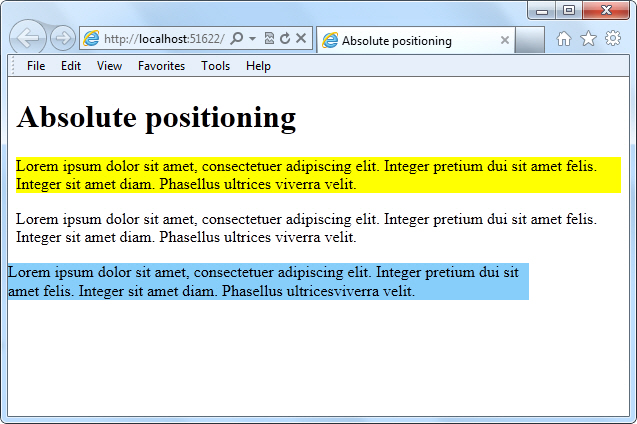 http://localhost:51622/
Absolute positioning
File Edit View Favorites Tools Help
Absolute positioning
Lorem ipsum dolor sit amet, consectetuer adipiscing elit. Integer pretium dui sit amet felis.
Integer sit amet diam. Phasellus ultrices viverra velit.
Lorem ipsum dolor sit amet, consectetuer adipiscing elit. Integer pretium dui sit amet felis.
Integer sit amet diam. Phasellus ultrices viverra velit.
Lorem ipsum dolor sit amet, consectetuer adipiscing elit. Integer pretium dui sit
amet felis. Integer sit amet diam. Phasellus ultricesviverra velit.